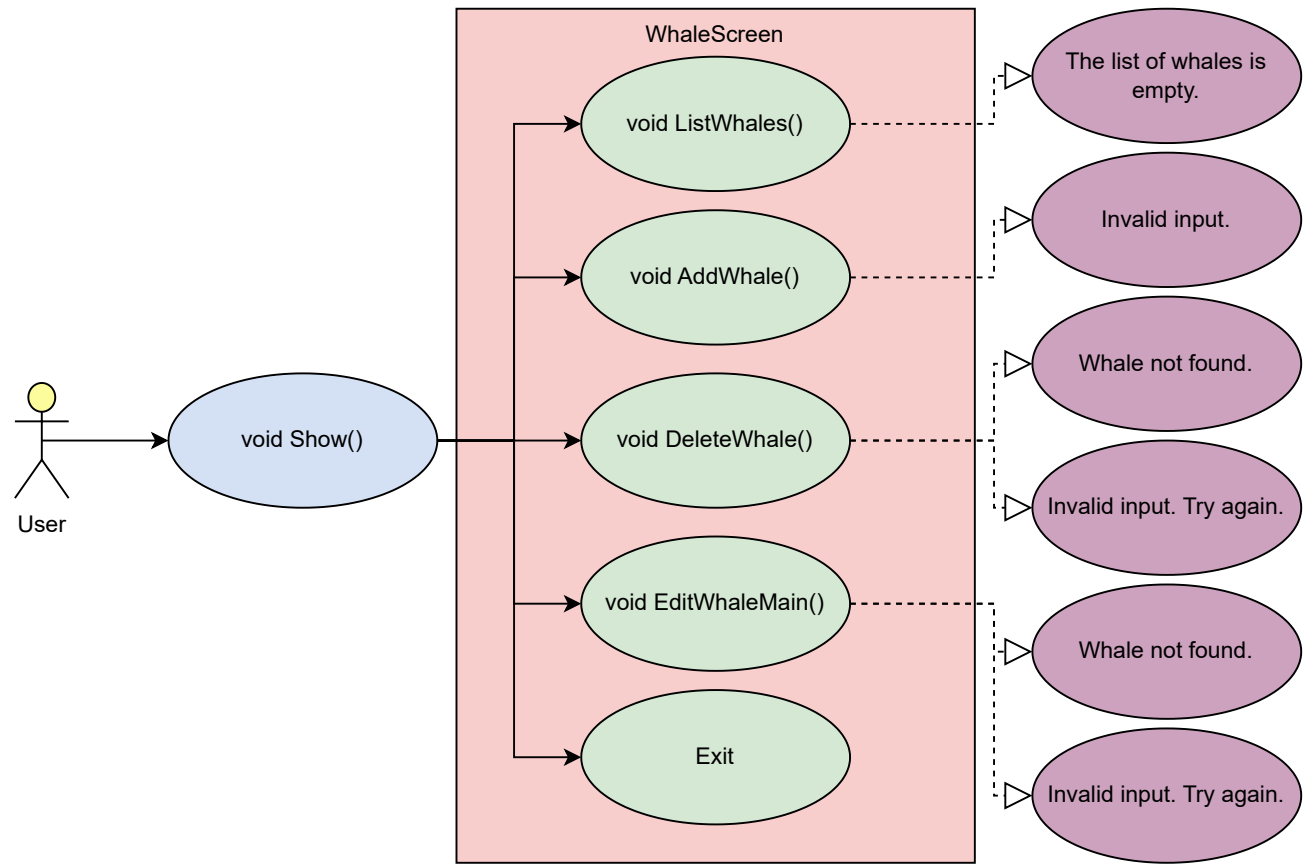 WhaleScreen
The list of whales is
empty.
void ListWhales()
Invalid input.
void AddWhale()
Whale not found.
void Show()
void DeleteWhale()
Invalid input. Try again.
User
void EditWhaleMain()
Whale not found.
Exit
Invalid input. Try again.